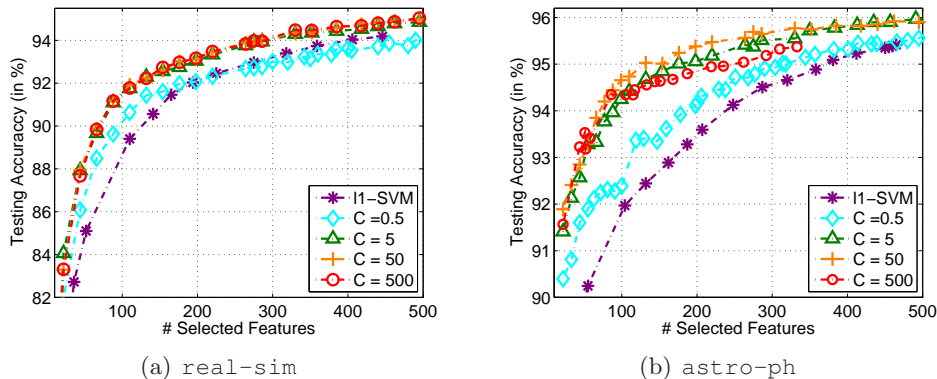 Testing Accuraccy (in %)
94
92
90
88
86
84
82
100
200
300
400
500
# Selected Features
l1-SVM
C =0.5
C = 5
C = 50
C = 500
(a) real-sim
Testing Accuraccy (in %)
96
95
94
93
92
91
90
100
200
300
400
500
# Selected Features
l1-SVM
C =0.5
C = 5
C = 50
C = 500
(b) astro-ph